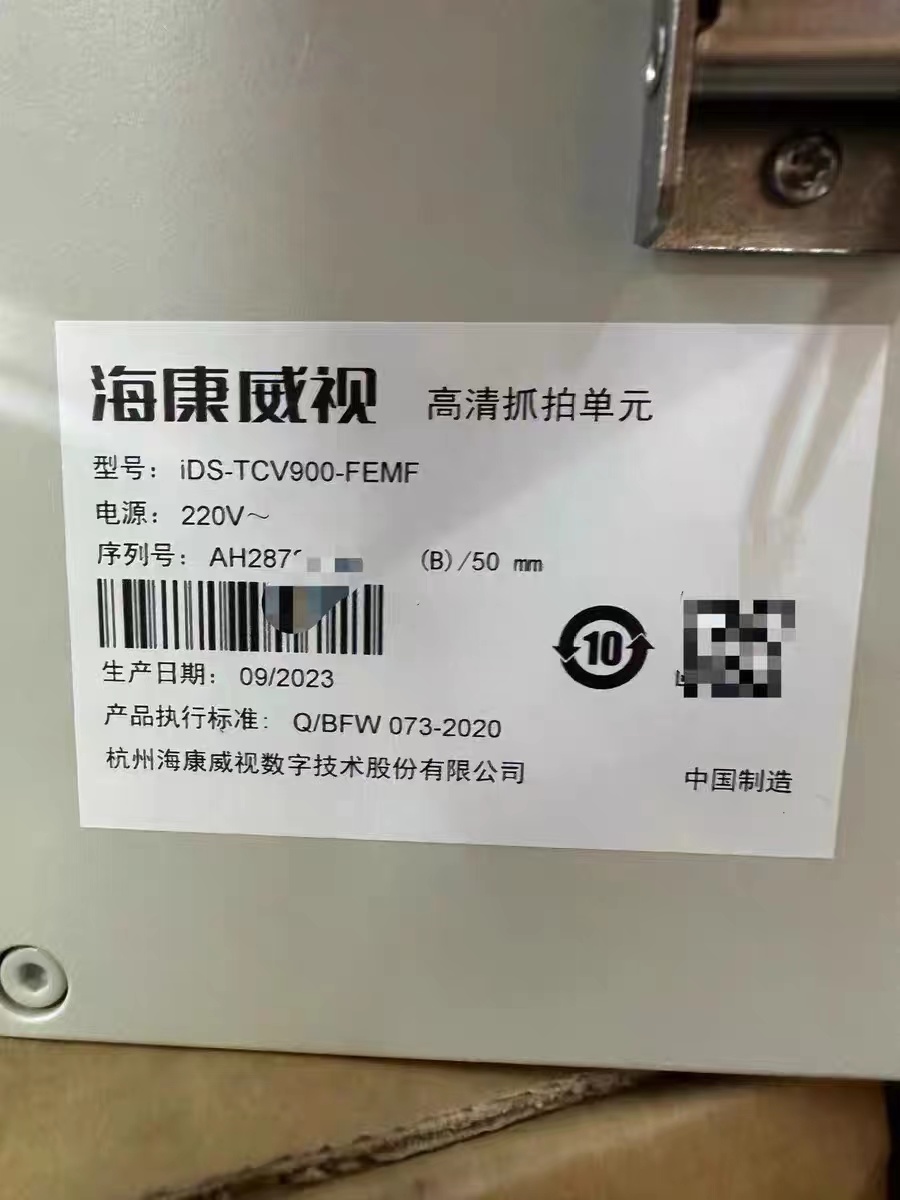 海康威视 高清抓拍单元
型号: iDS-TCV900-FEMF
电源: 220V~
序列号: AH287 (B)/50 mm
10
生产日期: 09/2023
产品执行标准: Q/BFW 073-2020
杭州海康威视数字技术股份有限公司
中国制造